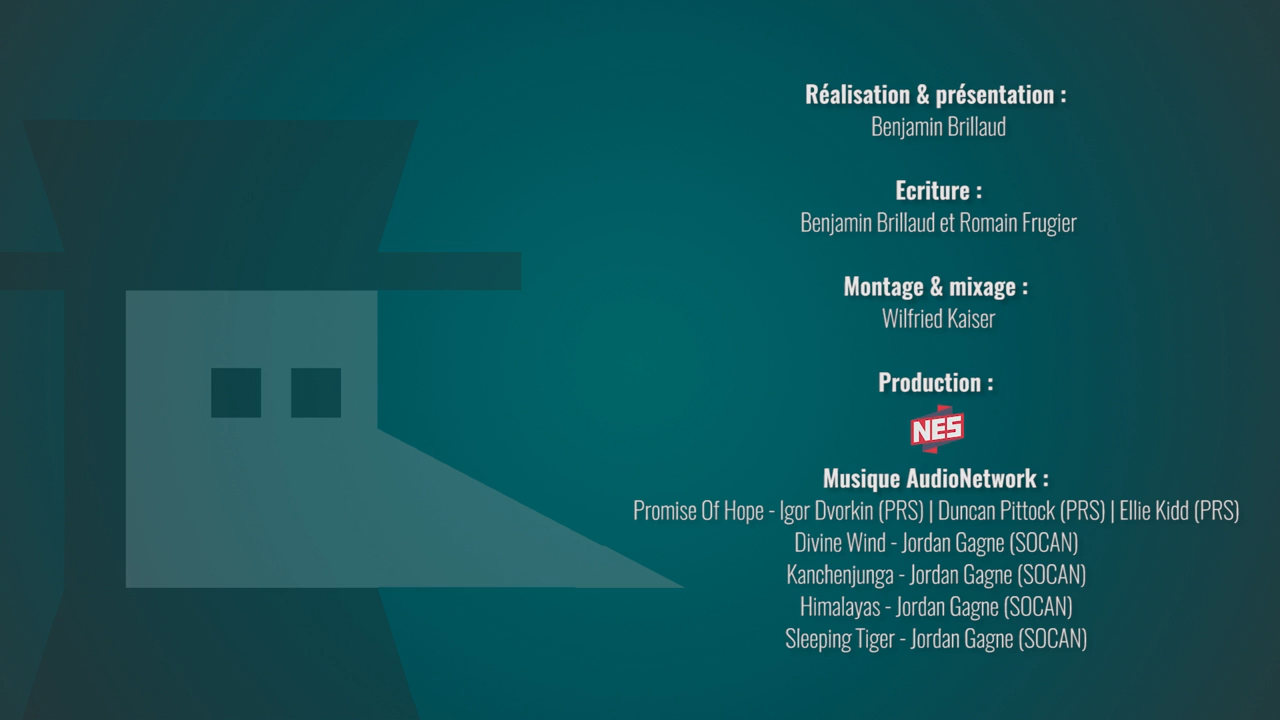 Réalisation & présentation :
Benjamin Brillaud
Ecriture :
Benjamin Brillaud et Romain Frugier
Montage & mixage :
Wilfried Kaiser
Production :
NES
Musique AudioNetwork :
Promise Of Hope - Igor Dvorkin (PRS) | Duncan Pittock (PRS) | Ellie Kidd (PRS)
Divine Wind - Jordan Gagne (SOCAN)
Kanchenjunga - Jordan Gagne (SOCAN)
Himalayas - Jordan Gagne (SOCAN)
Sleeping Tiger - Jordan Gagne (SOCAN)